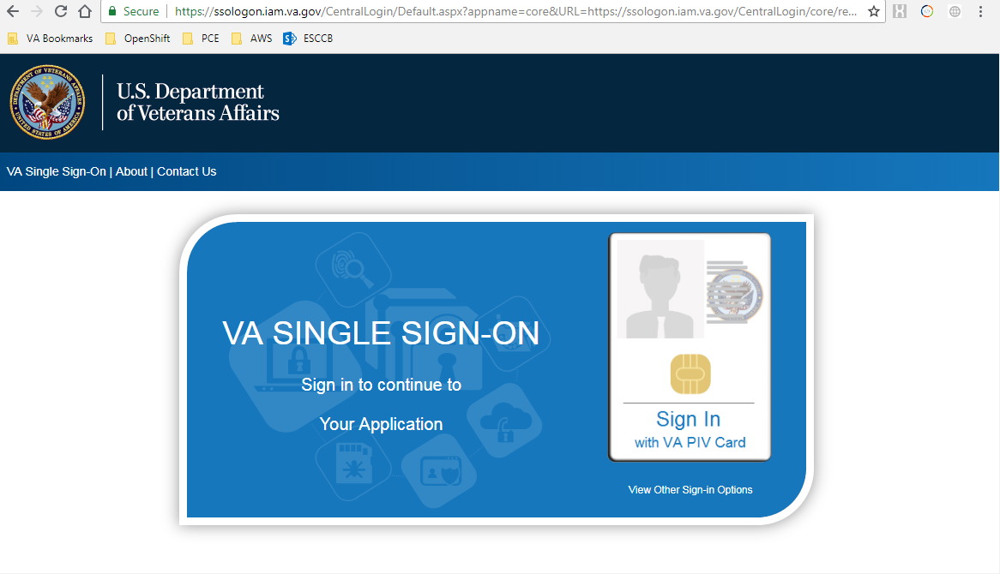 Secure
https://ssologon.iam.va.gov/CentralLogin/Default.aspx?appname=core&URL=https://ssologon.iam.va.gov/CentralLogin/core/re...
VA Bookmarks OpenShift PCE AWS ESCCB
DEPARTMENT OF VETERANS AFFAIRS
UNITED STATES OF AMERICA
U.S. Department
of Veterans Affairs
VA Single Sign-On | About | Contact Us
VA SINGLE SIGN-ON
Sign in to continue to
Your Application
Sign In
with VA PIV Card
View Other Sign-in Options